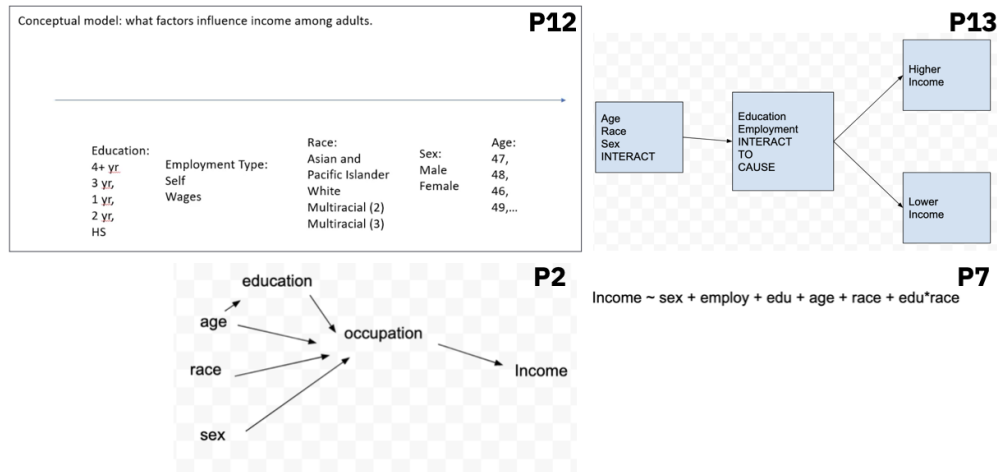 Conceptual model: what factors influence income among adults.
P12
Education:
4+ yr
3 yr,
1 yr,
2 yr,
HS
Employment Type:
Self
Wages
Race:
Asian and
Pacific Islander
White
Multiracial (2)
Multiracial (3)
Sex:
Male
Female
Age:
47,
48,
46,
49,...
P13
Age
Race
Sex
INTERACT
Education
Employment
INTERACT
TO
CAUSE
Higher
Income
Lower
Income
P2
education
age
race
sex
occupation
Income
P7
Income ~ sex + employ + edu + age + race + edu*race